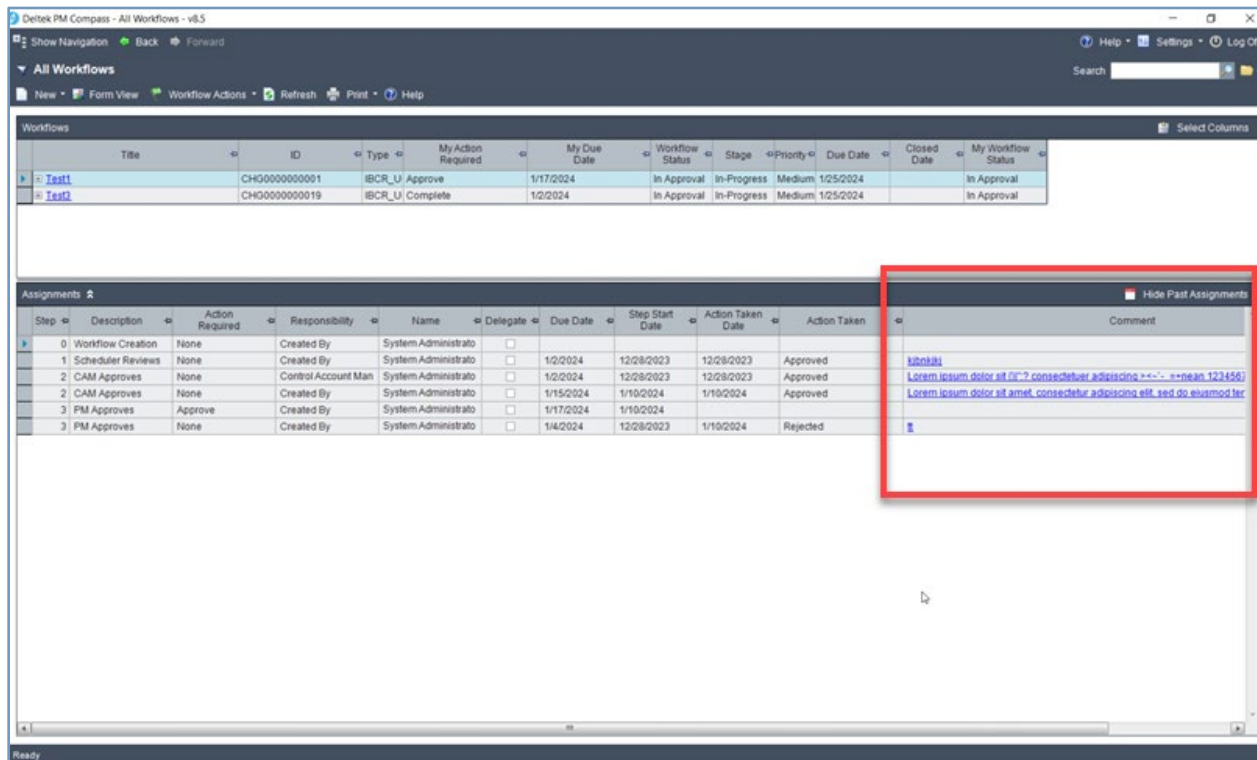 Deltek PM Compass - All Workflows - v8.5
Show Navigation Back Forward Help Settings Log Of
All Workflows Search
New Form View Workflow Actions Refresh Print Help
Workflows Select Columns
Title ID Type My Action Required My Due Date Workflow Status Stage Priority Due Date Closed Date My Workflow Status
Test1 CHG0000000001 IBCR_U Approve 1/17/2024 In Approval In-Progress Medium 1/25/2024 In Approval
CHG0000000019 IBCR_U Complete 1/2/2024 In Approval In-Progress Medium 1/25/2024 In Approval
Assignments Hide Past Assignments
Step Description Action Required Responsibility Name Delegate Due Date Step Start Date Action Taken Date Action Taken Comment
0 Workflow Creation None Created By System Administrato
1 Scheduler Reviews None Created By System Administrato 1/2/2024 12/28/2023 12/28/2023 Approved
2 CAM Approves None Control Account Man System Administrato 1/2/2024 12/28/2023 12/28/2023 Approved Lorem ipsum dolor sit consectetuer adipiscing
2 CAM Approves None Created By System Administrato 1/15/2024 1/10/2024 1/10/2024 Approved Lorem ipsum dolor sit amet, consectetur adipiscing elit, sed do eiusmod ter
3 PM Approves Approve Created By System Administrato 1/17/2024 1/10/2024
3 PM Approves None Created By System Administrato 1/4/2024 12/28/2023 1/10/2024 Rejected
Ready